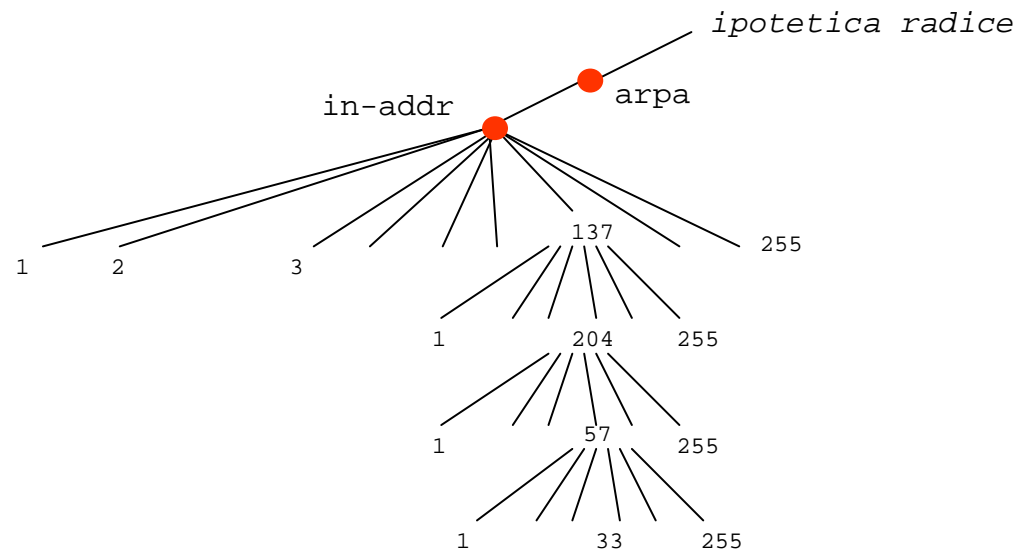 ipotetica radice
arpa
in-addr
137
255
1 2 3
1 204 255
1 57 255
1 33 255